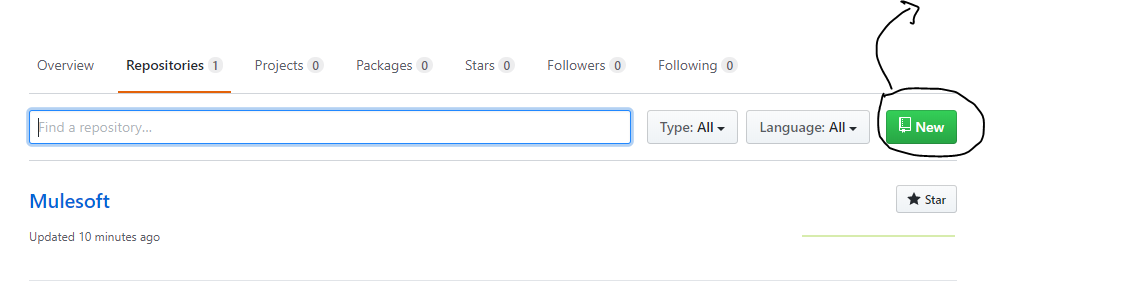 Overview Repositories 1 Projects 0 Packages 0 Stars 0 Followers 0 Following 0
Find a repository... Type: All Language: All New
Mulesoft Star
Updated 10 minutes ago